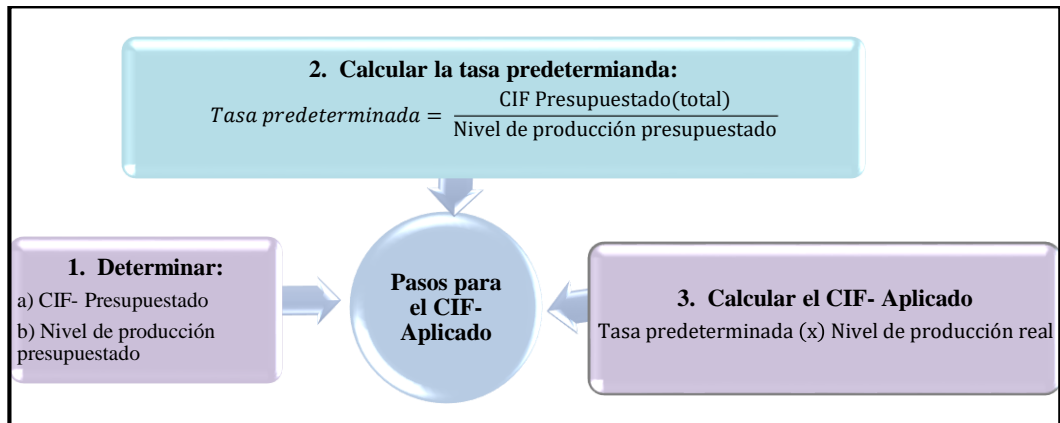 2. Calcular la tasa predetermianda:
Tasa predeterminada = CIF Presupuestado(total)
Nivel de producción presupuestado
1. Determinar:
a) CIF- Presupuestado
b) Nivel de producción
presupuestado
Pasos para
el CIF-
Aplicado
3. Calcular el CIF- Aplicado
Tasa predeterminada (x) Nivel de producción real